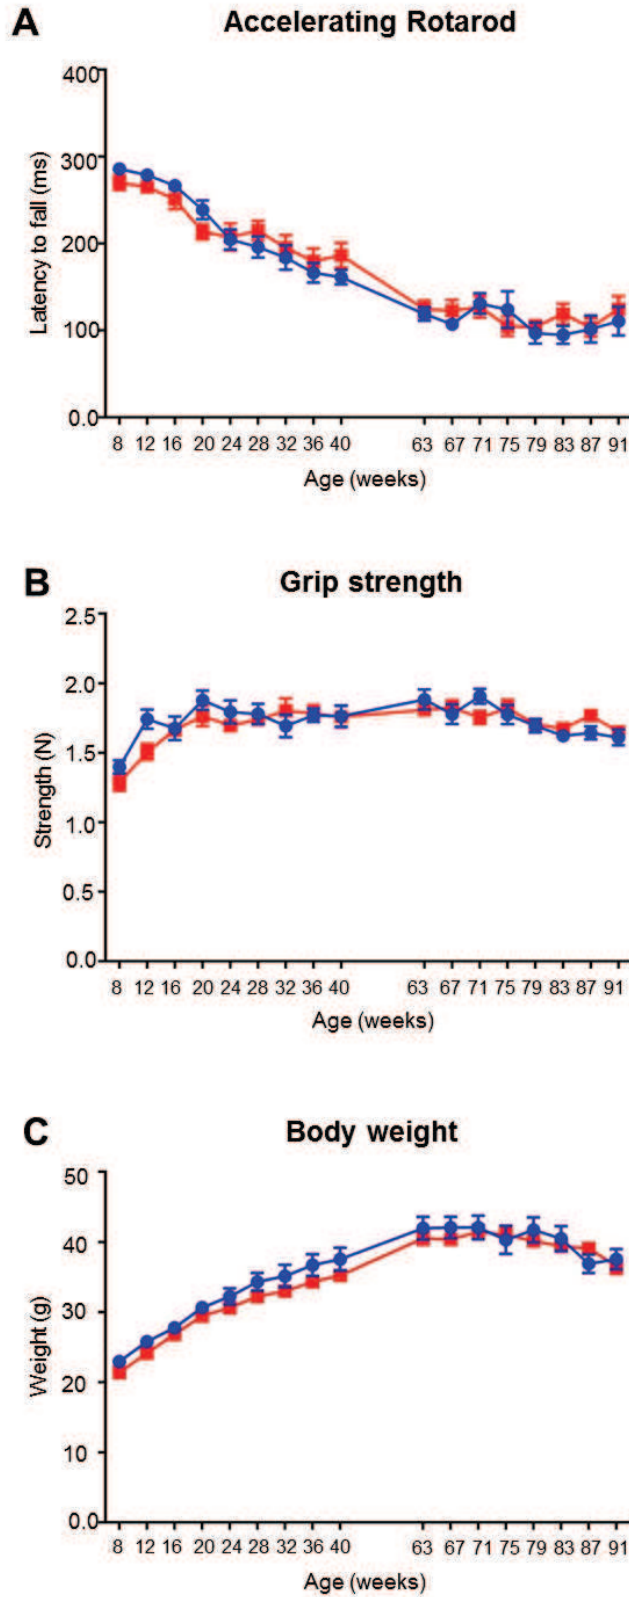 A Accelerating Rotarod
400
300
200
100
0.0
Latency to fall (ms)
8 12 16 20 24 28 32 36 40 63 67 71 75 79 83 87 91
Age (weeks)
B Grip strength
2.5
2.0
1.5
1.0
0.5
0.0
Strength (N)
8 12 16 20 24 28 32 36 40 63 67 71 75 79 83 87 91
Age (weeks)
C Body weight
50
40
30
20
10
0.0
Weight (g)
8 12 16 20 24 28 32 36 40 63 67 71 75 79 83 87 91
Age (weeks)